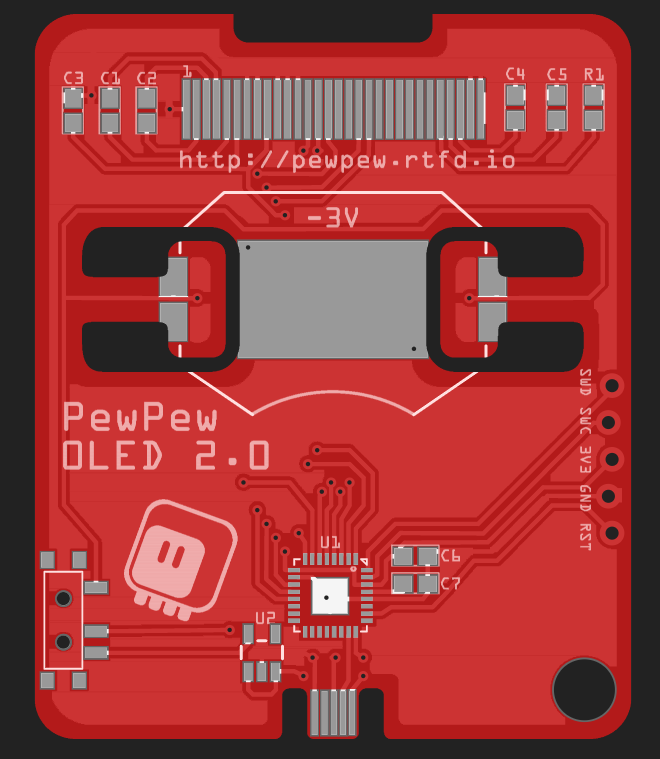 C3 C1 C2 1 C4 C5 R1
http://pewpew.rtfd.io
-3V
PewPew
OLED 2.0
SWD
SWC
3V3
GND
RST
U1
C6
C7
U2